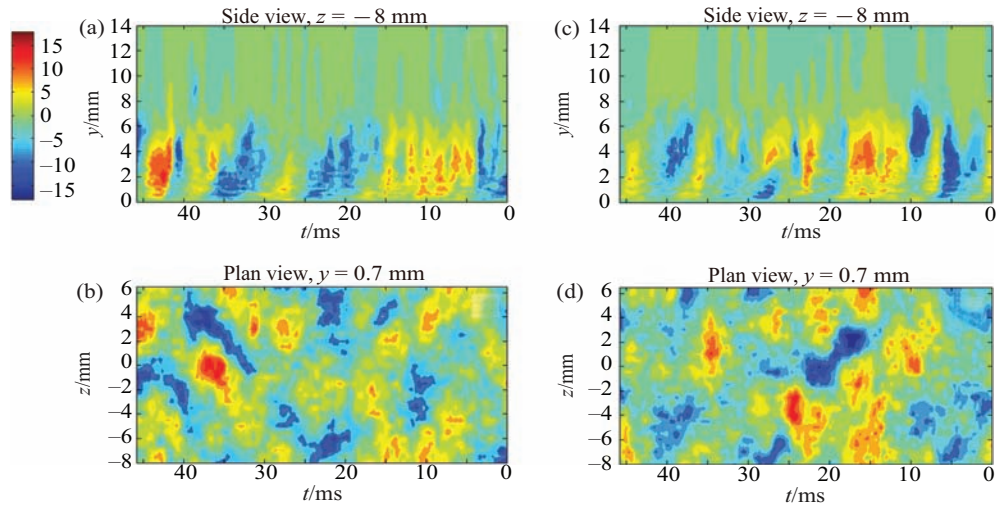 (a)
Side view, z = −8 mm
15
10
5
0
−5
−10
−15
14
12
10
8
6
4
2
0
y/mm
40 30 20 10 0
t/ms
(c)
Side view, z = −8 mm
14
12
10
8
6
4
2
0
y/mm
40 30 20 10 0
t/ms
(b)
Plan view, y = 0.7 mm
6
4
2
0
−2
−4
−6
−8
z/mm
40 30 20 10 0
t/ms
(d)
Plan view, y = 0.7 mm
6
4
2
0
−2
−4
−6
−8
z/mm
40 30 20 10 0
t/ms